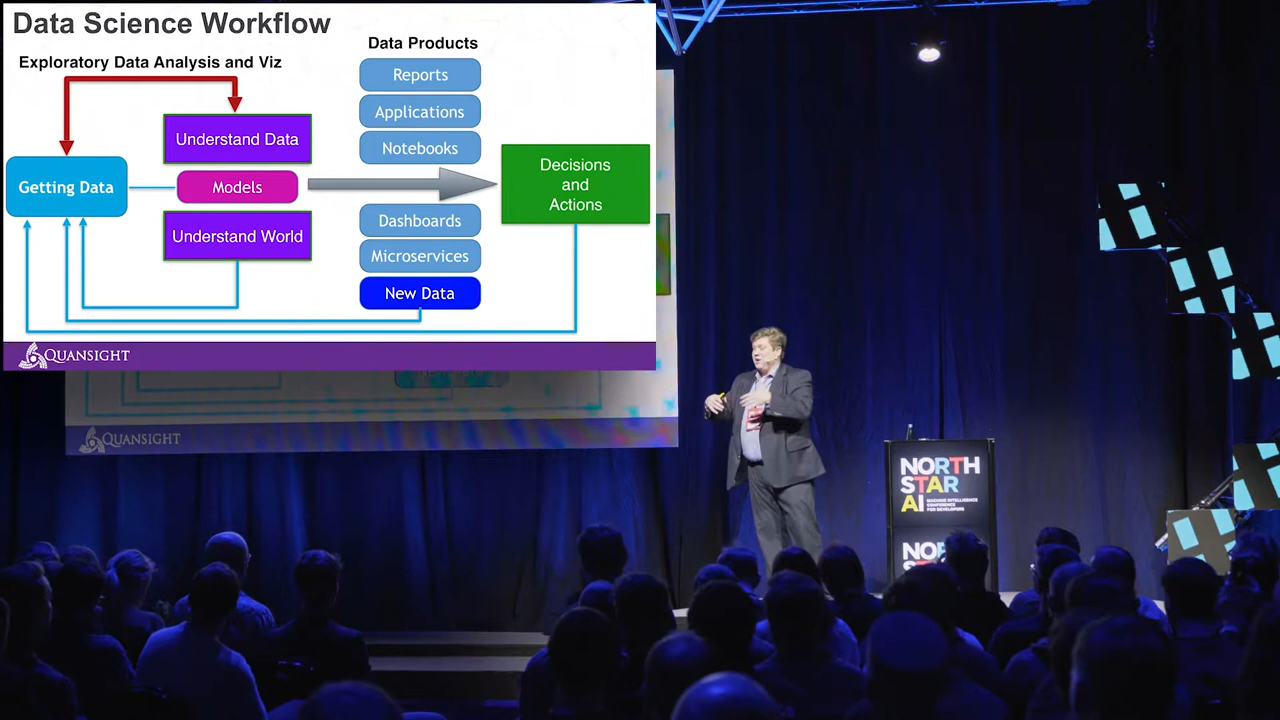 Data Science Workflow
Exploratory Data Analysis and Viz
Data Products
Reports
Applications
Notebooks
Understand Data
Getting Data
Models
Understand World
Decisions
and
Actions
Dashboards
Microservices
New Data
QUANSIGHT
QUANSIGHT
NORTH
STAR
AI
MACHINE INTELLIGENCE
CONFERENCE
FOR DEVELOPERS